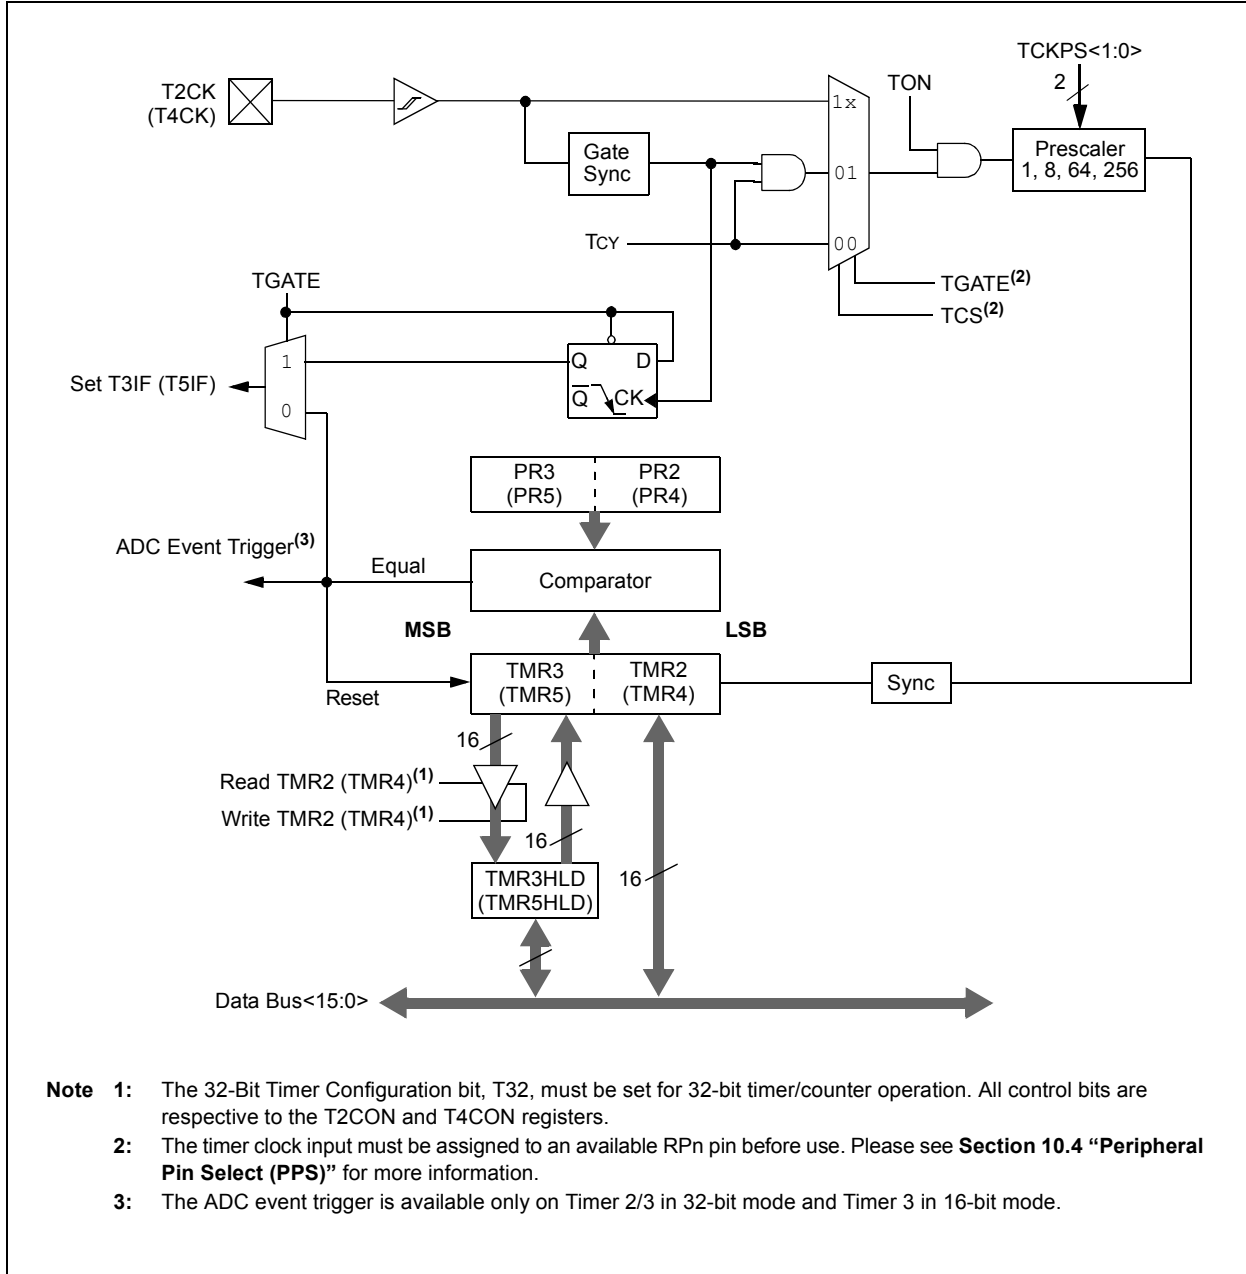 TCKPS<1:0>
2
TON
T2CK
(T4CK)
1x
Gate
Sync
01
Prescaler
1, 8, 64, 256
TCY
00
TGATE
TGATE(2)
TCS(2)
1
Q
D
Set T3IF (T5IF)
Q CK
0
PR3
(PR5)
PR2
(PR4)
ADC Event Trigger(3)
Equal
Comparator
MSB
LSB
TMR3
(TMR5)
TMR2
(TMR4)
Sync
Reset
16
Read TMR2 (TMR4)(1)
Write TMR2 (TMR4)(1)
16
TMR3HLD
(TMR5HLD)
16
Data Bus<15:0>
Note 1: The 32-Bit Timer Configuration bit, T32, must be set for 32-bit timer/counter operation. All control bits are
respective to the T2CON and T4CON registers.
2: The timer clock input must be assigned to an available RPn pin before use. Please see Section 10.4 “Peripheral
Pin Select (PPS)” for more information.
3: The ADC event trigger is available only on Timer 2/3 in 32-bit mode and Timer 3 in 16-bit mode.